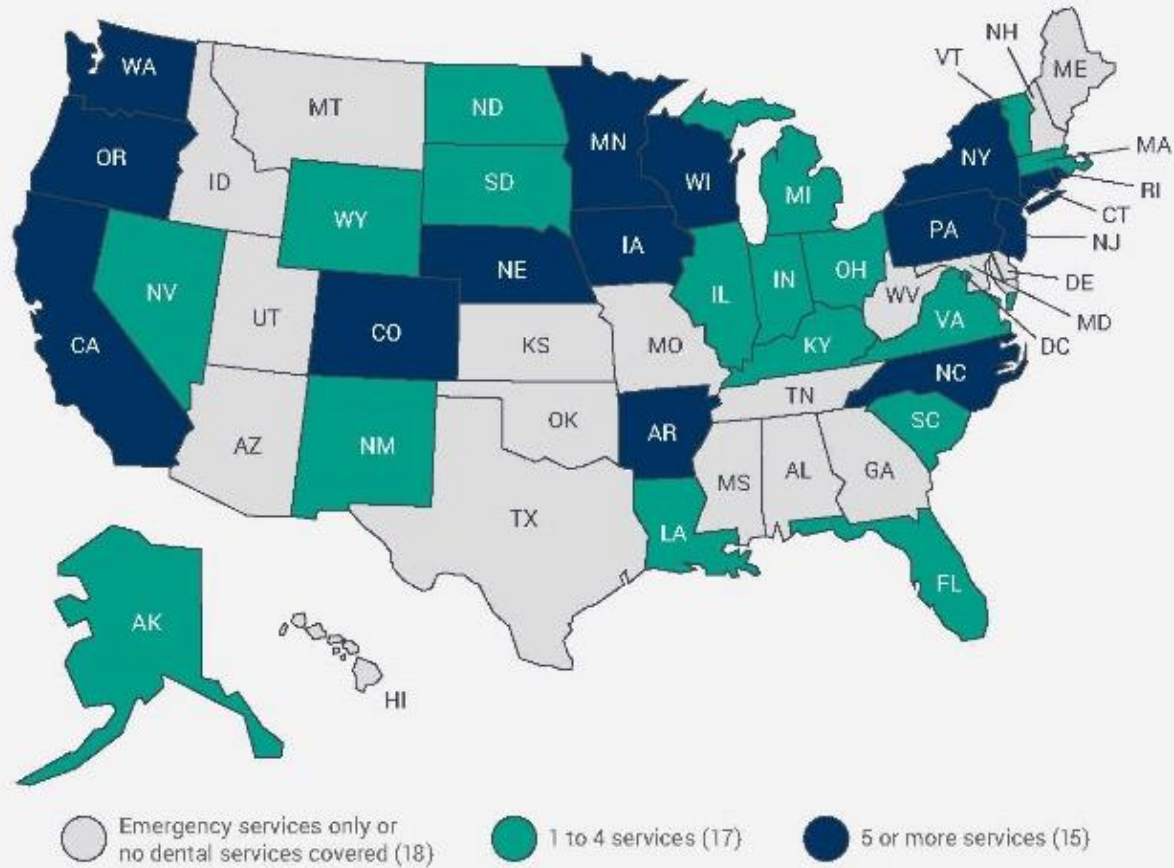 NH
VT
ME
WA
MT
ND
MN
OR
ID
SD
WI
NY
MA
RI
WY
MI
CT
IA
PA
NJ
NE
NV
OH
DE
IL
IN
UT
WV
MD
CO
VA
CA
KS
MO
KY
DC
NC
TN
OK
AZ
NM
AR
SC
MS
AL
GA
TX
LA
FL
AK
HI
Emergency services only or
no dental services covered (18)
1 to 4 services (17)
5 or more services (15)